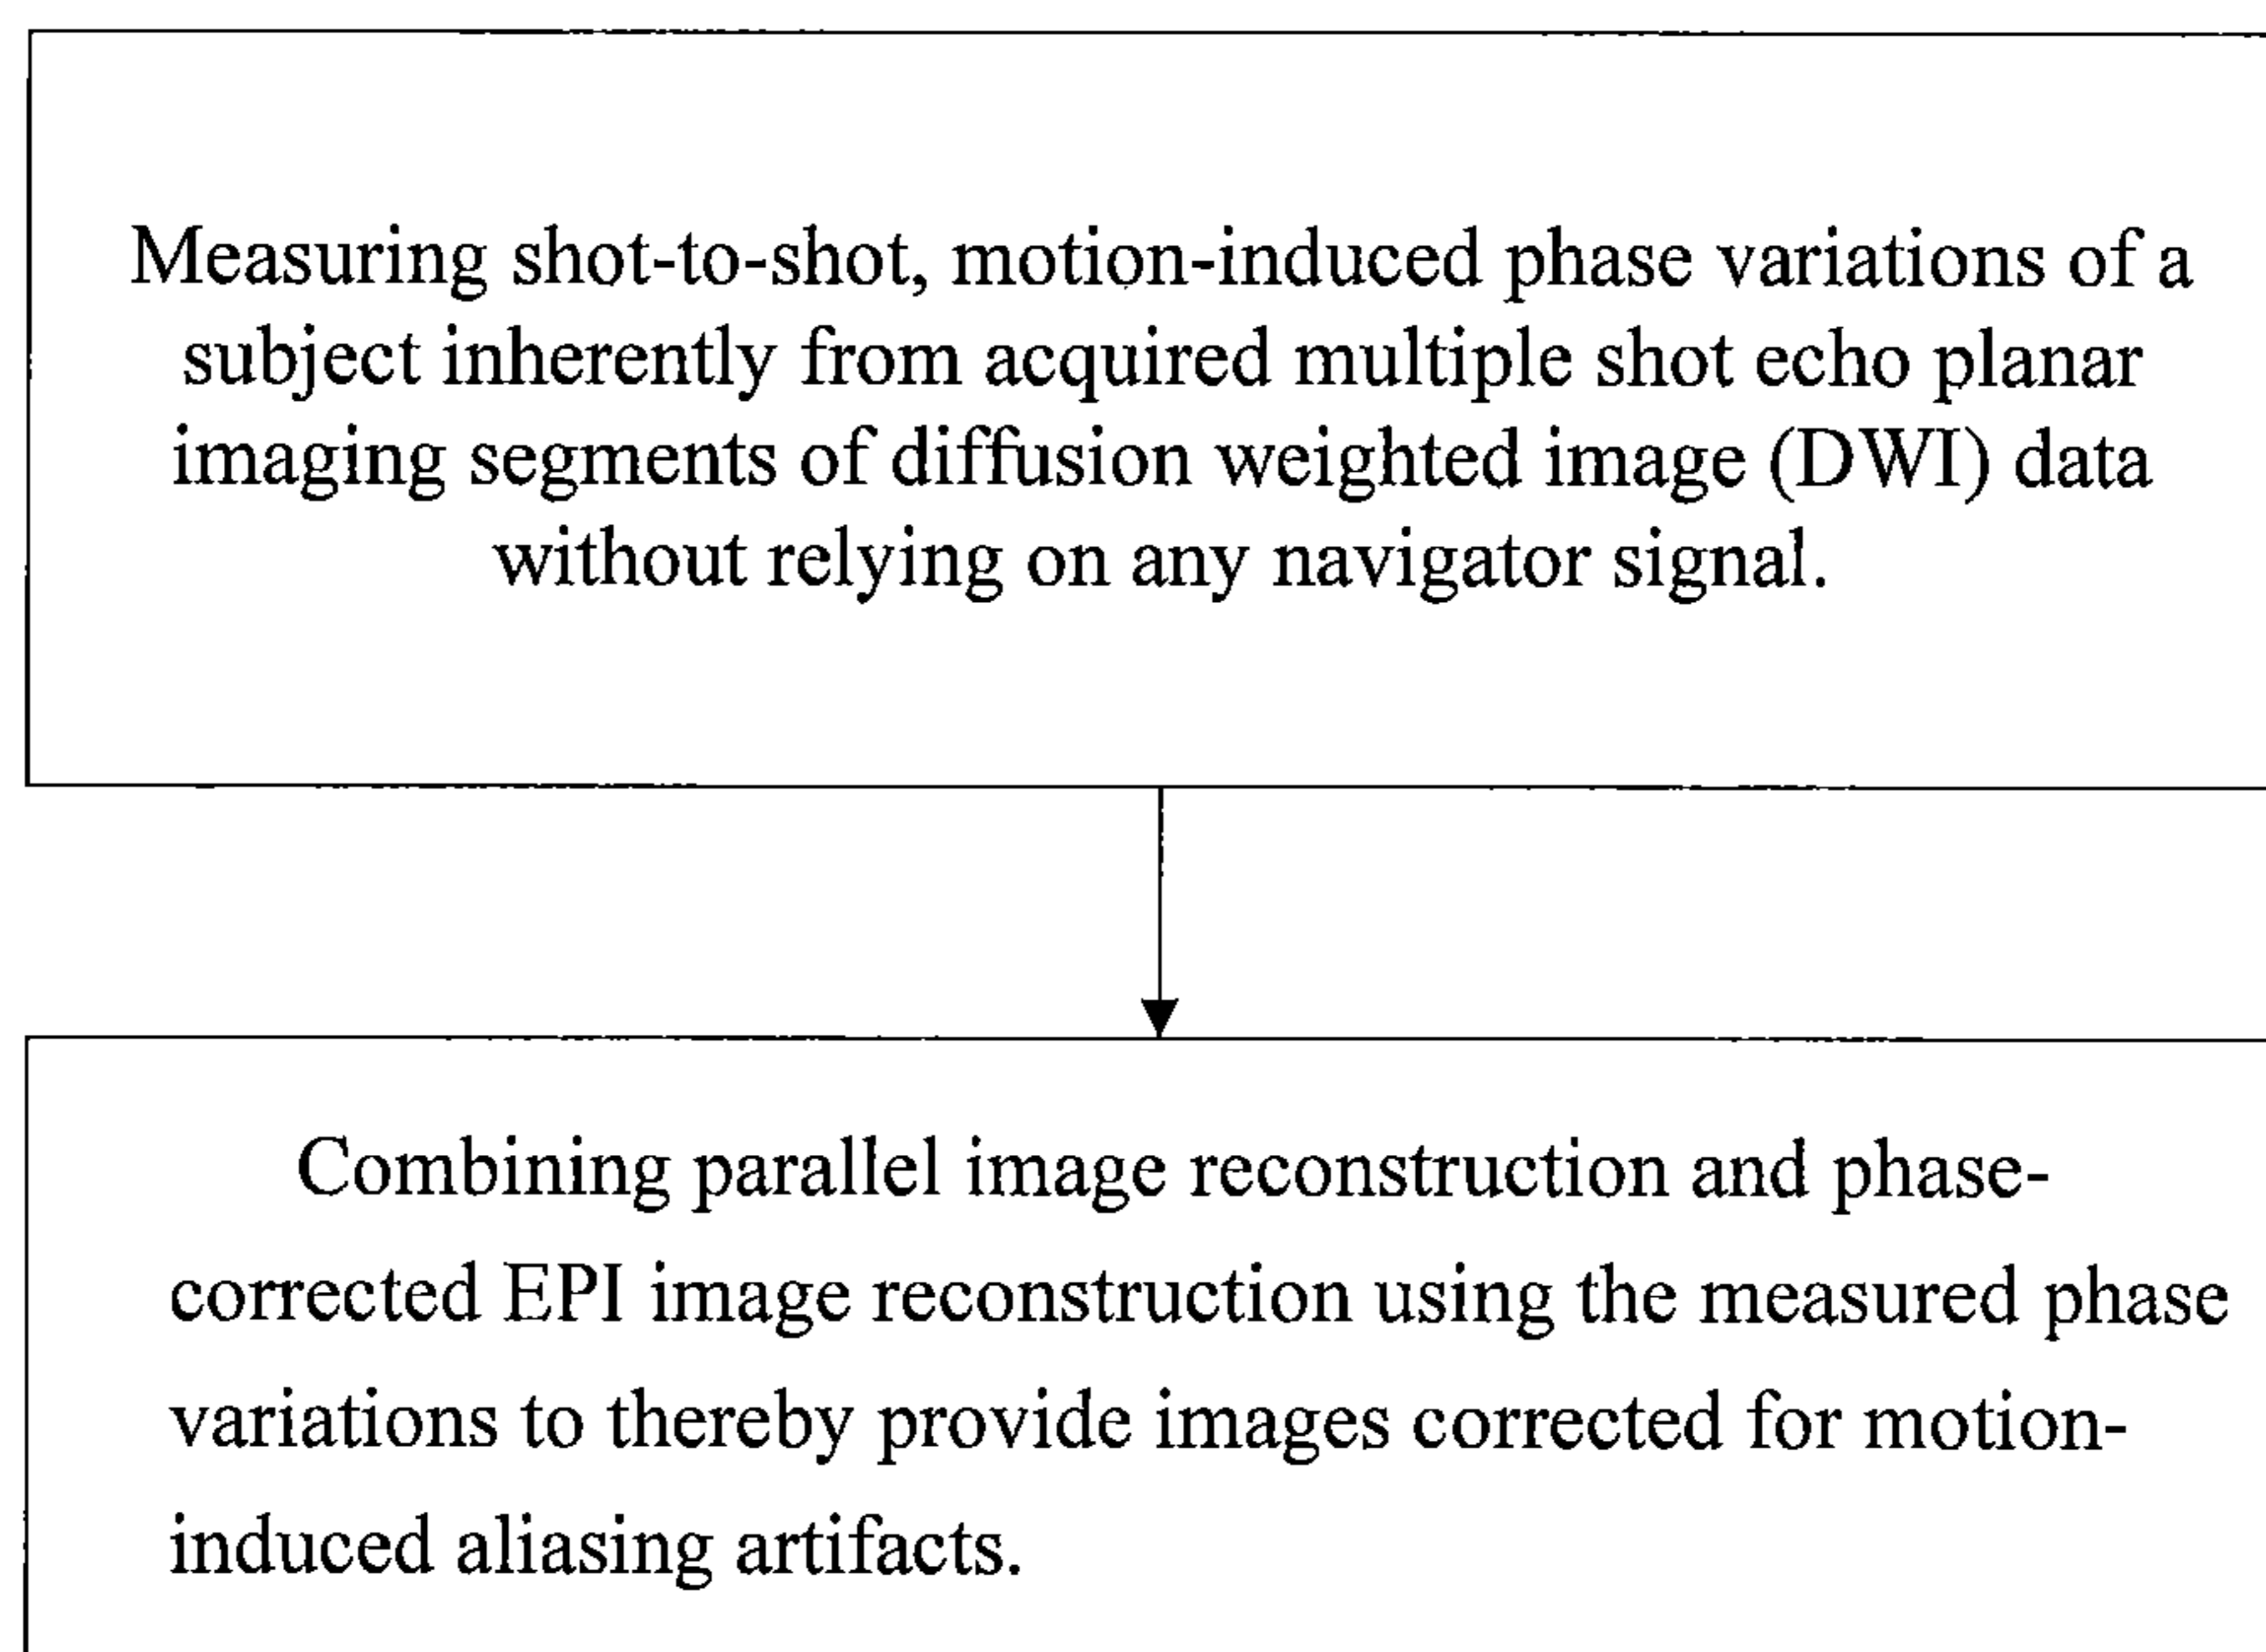 Measuring shot-to-shot, motion-induced phase variations of a
subject inherently from acquired multiple shot echo planar
imaging segments of diffusion weighted image (DWI) data
without relying on any navigator signal.
Combining parallel image reconstruction and phase-
corrected EPI image reconstruction using the measured phase
variations to thereby provide images corrected for motion-
induced aliasing artifacts.